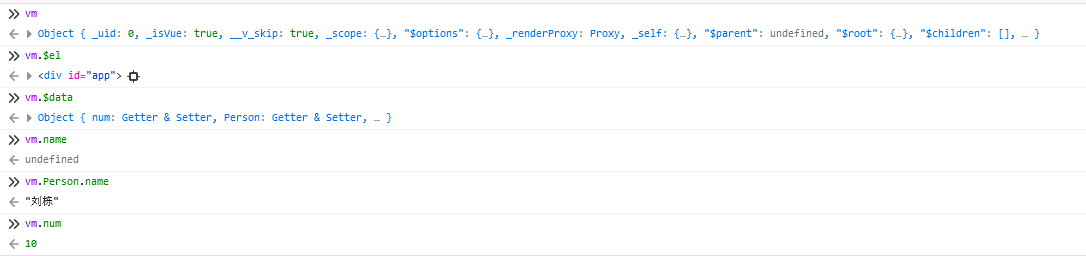 vm
Object { _uid: 0, _isVue: true, __v_skip: true, _scope: {…}, "$options": {…}, _renderProxy: Proxy, _self: {…}, "$parent": undefined, "$root": {…}, "$children": [], … }
vm.$el
<div id="app">
vm.$data
Object { num: Getter & Setter, Person: Getter & Setter, … }
vm.name
undefined
vm.Person.name
"刘栋"
vm.num
10